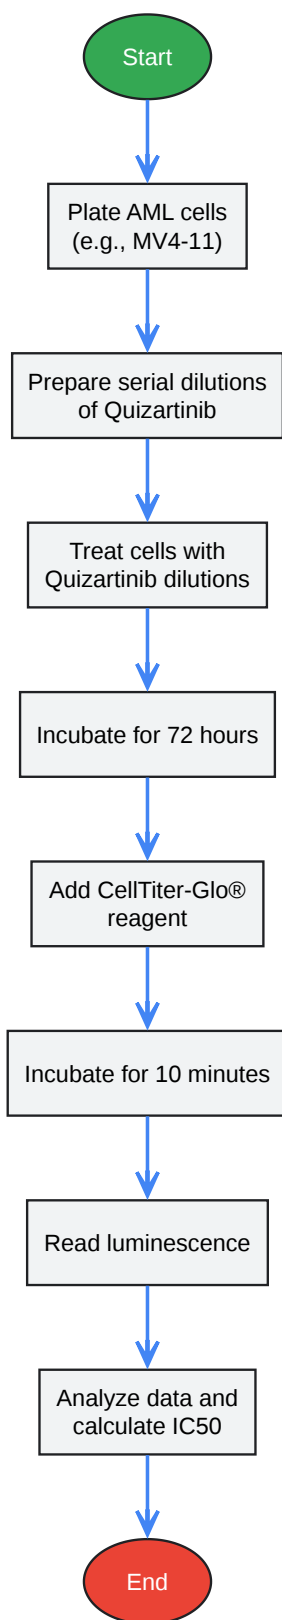 Start
Plate AML cells
(e.g., MV4-11)
Prepare serial dilutions
of Quizartinib
Treat cells with
Quizartinib dilutions
Incubate for 72 hours
Add CellTiter-Glo®
reagent
Incubate for 10 minutes
Read luminescence
Analyze data and
calculate IC50
End